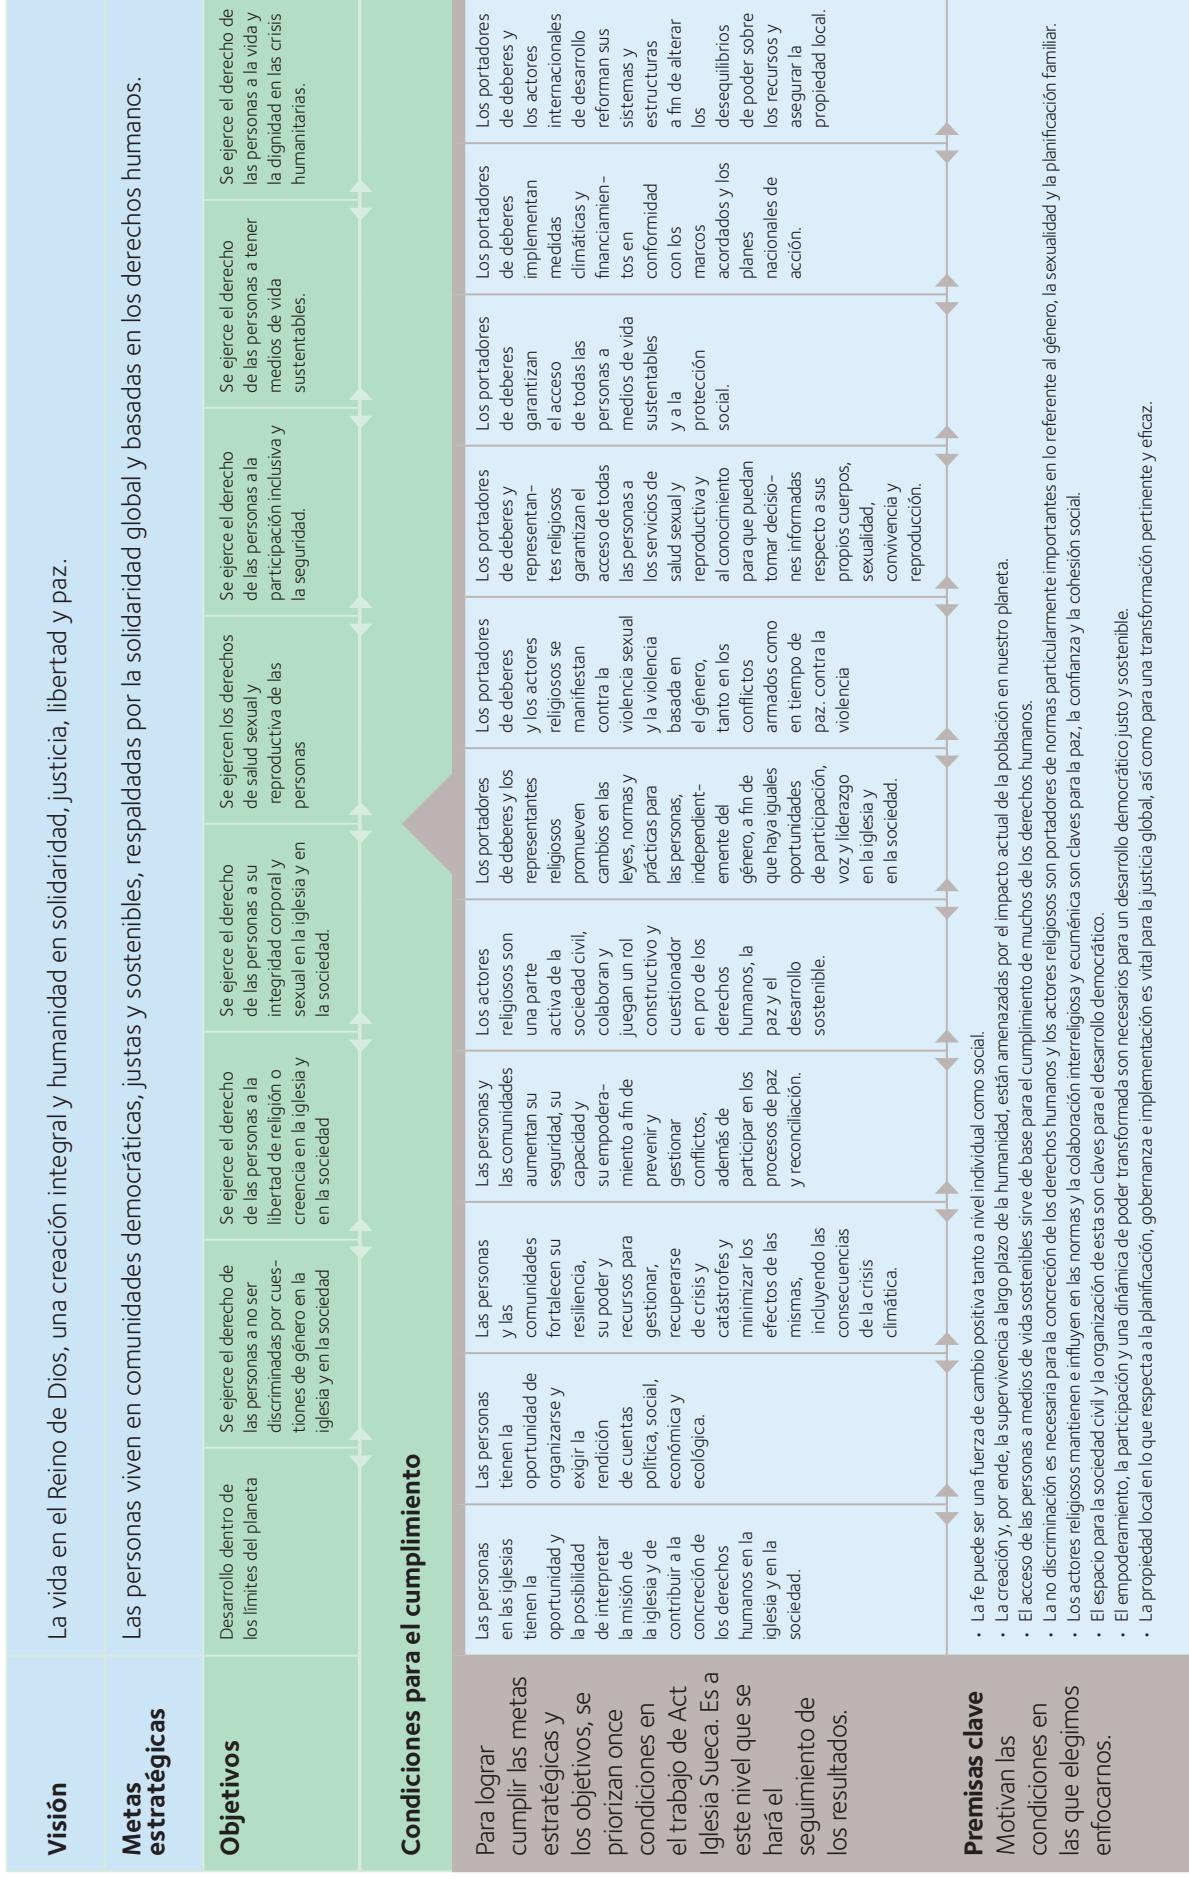 Visión
La vida en el Reino de Dios, una creación integral y humanidad en solidaridad, justicia, libertad y paz.
Metas
estratégicas
Las personas viven en comunidades democráticas, justas y sostenibles, respaldadas por la solidaridad global y basadas en los derechos humanos.
Objetivos
Desarrollo dentro de
los límites del planeta
Se ejerce el derecho de
las personas a no ser
discriminadas por cues-
tiones de género en la
iglesia y en la sociedad
Se ejerce el derecho
de las personas a la
libertad de religión o
creencia en la iglesia y
en la sociedad
Se ejerce el derecho
de las personas a su
integridad corporal y
sexual en la iglesia y en
la sociedad.
Se ejercen los derechos
de salud sexual y
reproductiva de las
personas
Se ejerce el derecho
de las personas a la
participación inclusiva y
la seguridad.
Se ejerce el derecho
de las personas a tener
medios de vida
sustentables.
Se ejerce el derecho de
las personas a la vida y
la dignidad en las crisis
humanitarias.
Condiciones para el cumplimiento
Para lograr
cumplir las metas
estratégicas y
los objetivos, se
priorizan once
condiciones en
el trabajo de Act
Iglesia Sueca. Es a
este nivel que se
hará el
seguimiento de
los resultados.
Las personas
en las iglesias
tienen la
oportunidad y
la posibilidad
de interpretar
la misión de
la iglesia y de
contribuir a la
concreción de
los derechos
humanos en la
iglesia y en la
sociedad.
Las personas
tienen la
oportunidad de
organizarse y
exigir la
rendición
de cuentas
política, social,
económica y
ecológica.
Las personas
y las
comunidades
fortalecen su
resiliencia,
su poder y
recursos para
gestionar,
recuperarse
de crisis y
catástrofes y
minimizar los
efectos de las
mismas,
incluyendo las
consecuencias
de la crisis
climática.
Las personas y
las comunidades
aumentan su
seguridad, su
capacidad y
su empodera-
miento a fin de
prevenir y
gestionar
conflictos,
además de
participar en los
procesos de paz
y reconciliación.
Los actores
religiosos son
una parte
activa de la
sociedad civil,
colaboran y
juegan un rol
constructivo y
cuestionador
en pro de los
derechos
humanos, la
paz y el
desarrollo
sostenible.
Los portadores
de deberes y los
representantes
religiosos
promueven
cambios en las
leyes, normas y
prácticas para
las personas,
independient-
emente del
género, a fin de
que haya iguales
oportunidades
de participación,
voz y liderazgo
en la iglesia y
en la sociedad.
Los portadores
de deberes
y los actores
religiosos se
manifiestan
contra la
violencia sexual
y la violencia
basada en
el género,
tanto en los
conflictos
armados como
en tiempo de
paz. contra la
violencia
Los portadores
de deberes y
representan-
tes religiosos
garantizan el
acceso de todas
las personas a
los servicios de
salud sexual y
reproductiva y
al conocimiento
para que puedan
tomar decisio-
nes informadas
respecto a sus
propios cuerpos,
sexualidad,
convivencia y
reproducción.
Los portadores
de deberes
garantizan
el acceso
de todas las
personas a
medios de vida
sustentables
y a la
protección
social.
Los portadores
de deberes
implementan
medidas
climáticas y
financiamien-
tos en
conformidad
con los
marcos
acordados y los
planes
nacionales de
acción.
Los portadores
de deberes y
los actores
internacionales
de desarrollo
reforman sus
sistemas y
estructuras
a fin de alterar
los
desequilibrios
de poder sobre
los recursos y
asegurar la
propiedad local.
Premisas clave
Motivan las
condiciones en
las que elegimos
enfocarnos.
• La fe puede ser una fuerza de cambio positiva tanto a nivel individual como social.
• La creación y, por ende, la supervivencia a largo plazo de la humanidad, están amenazadas por el impacto actual de la población en nuestro planeta.
• El acceso de las personas a medios de vida sostenibles sirve de base para el cumplimiento de muchos de los derechos humanos.
• La no discriminación es necesaria para la concreción de los derechos humanos y los actores religiosos son portadores de normas particularmente importantes en lo referente al género, la sexualidad y la planificación familiar.
• Los actores religiosos mantienen e influyen en las normas y la colaboración interreligiosa y ecuménica son claves para la paz, la confianza y la cohesión social.
• El espacio para la sociedad civil y la organización de esta son claves para el desarrollo democrático.
• El empoderamiento, la participación y una dinámica de poder transformada son necesarios para un desarrollo democrático justo y sostenible.
• La propiedad local en lo que respecta a la planificación, gobernanza e implementación es vital para la justicia global, así como para una transformación pertinente y eficaz.